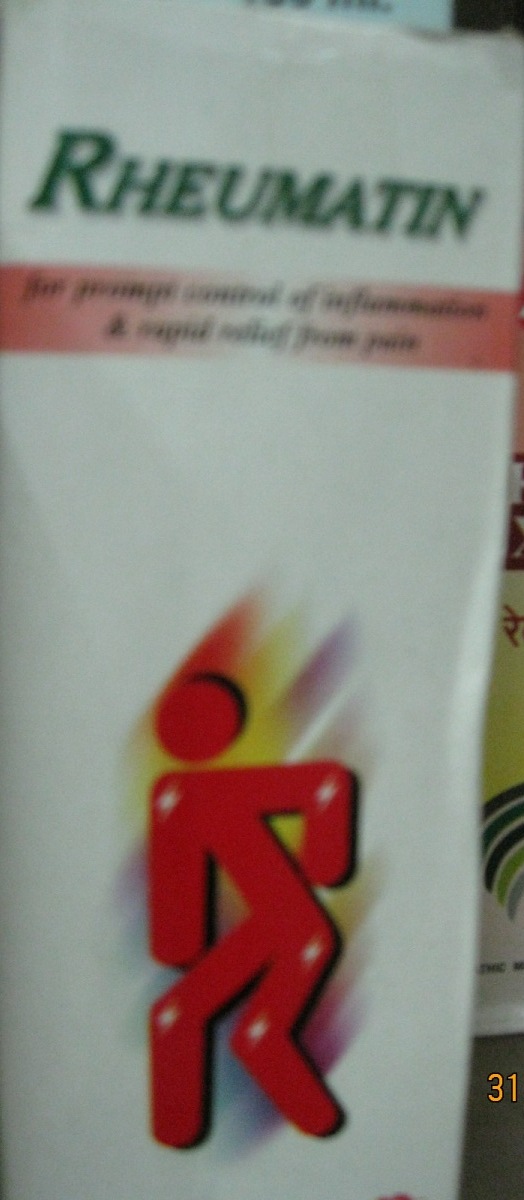 RHEUMATIN
for prompt control of inflammation
& rapid relief from pain
31